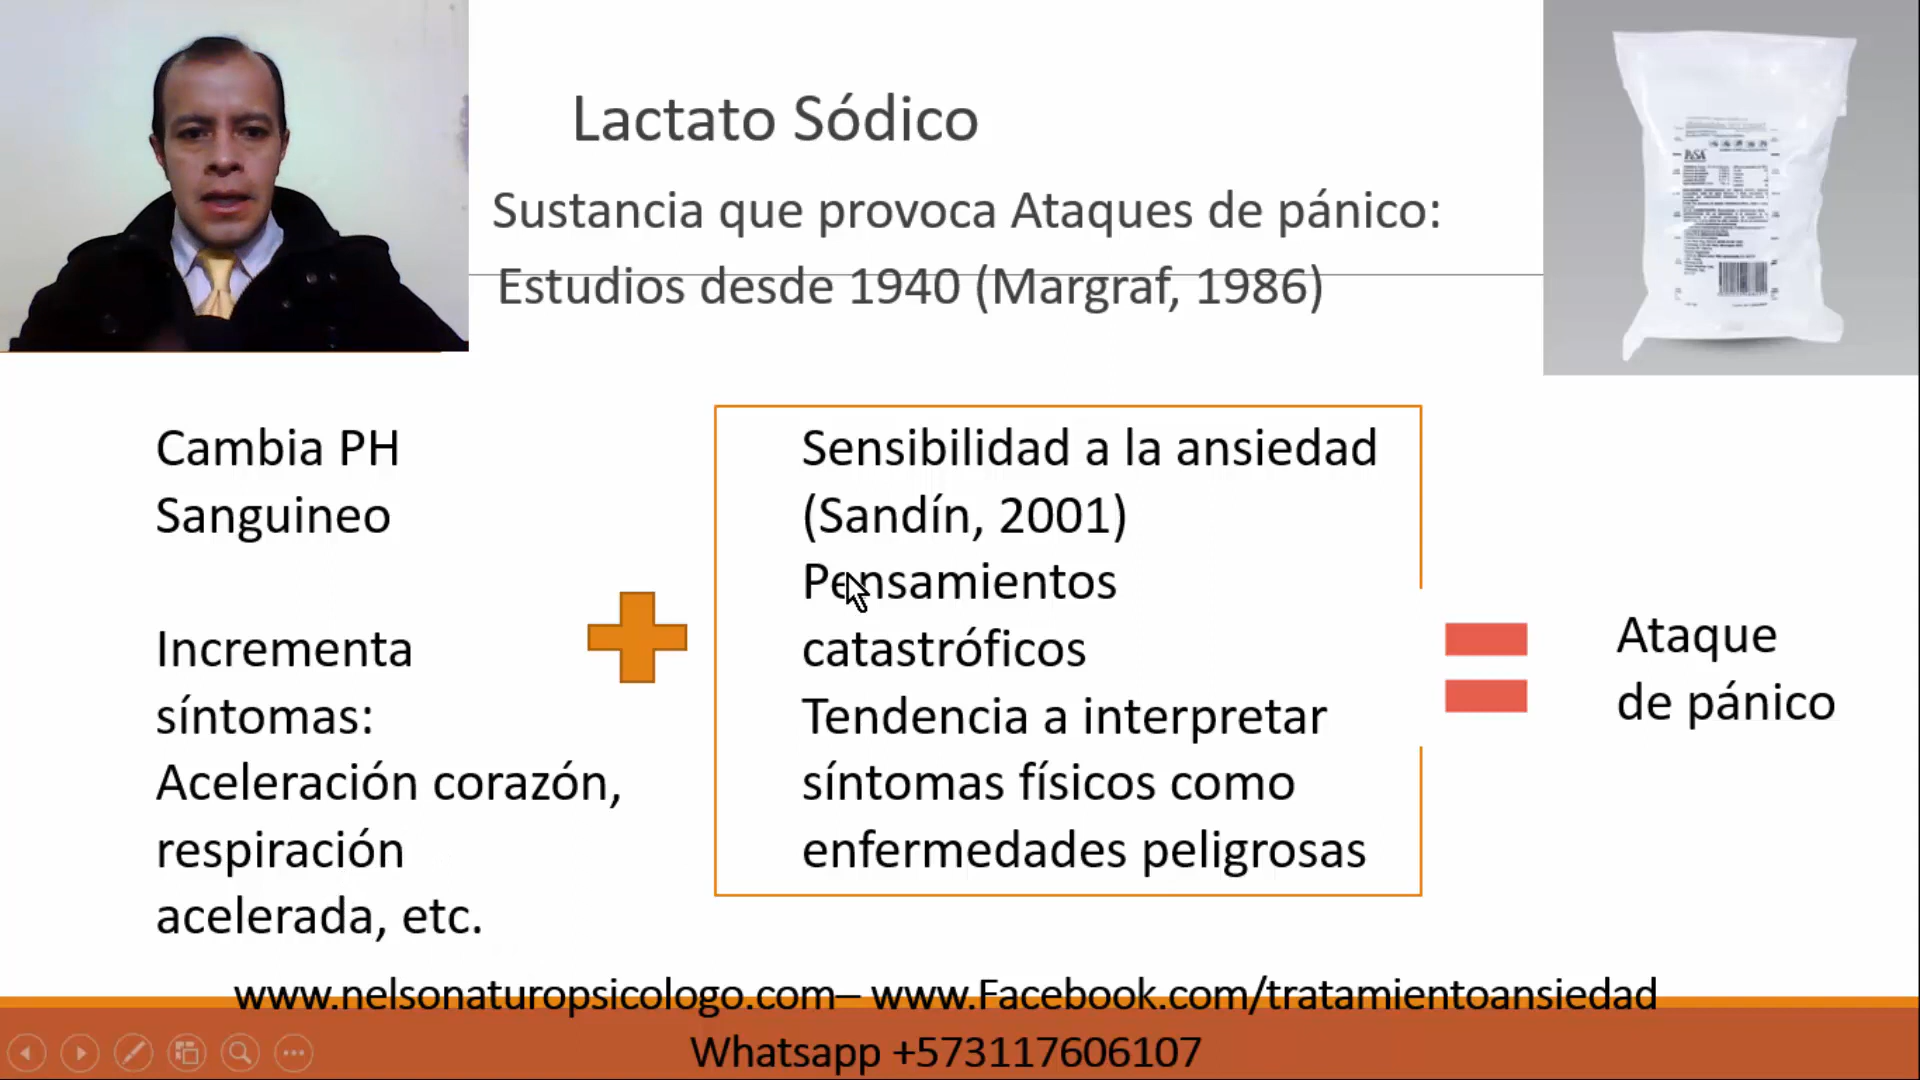 Lactato Sódico
Sustancia que provoca Ataques de pánico:
Estudios desde 1940 (Margraf, 1986)
PiSA
Cambia PH
Sanguineo
Incrementa
síntomas:
Aceleración corazón,
respiración
acelerada, etc.
Sensibilidad a la ansiedad
(Sandín, 2001)
Pensamientos
catastróficos
Tendencia a interpretar
síntomas físicos como
enfermedades peligrosas
Ataque
de pánico
www.nelsonaturopsicologo.com– www.Facebook.com/tratamientoansiedad
Whatsapp +573117606107